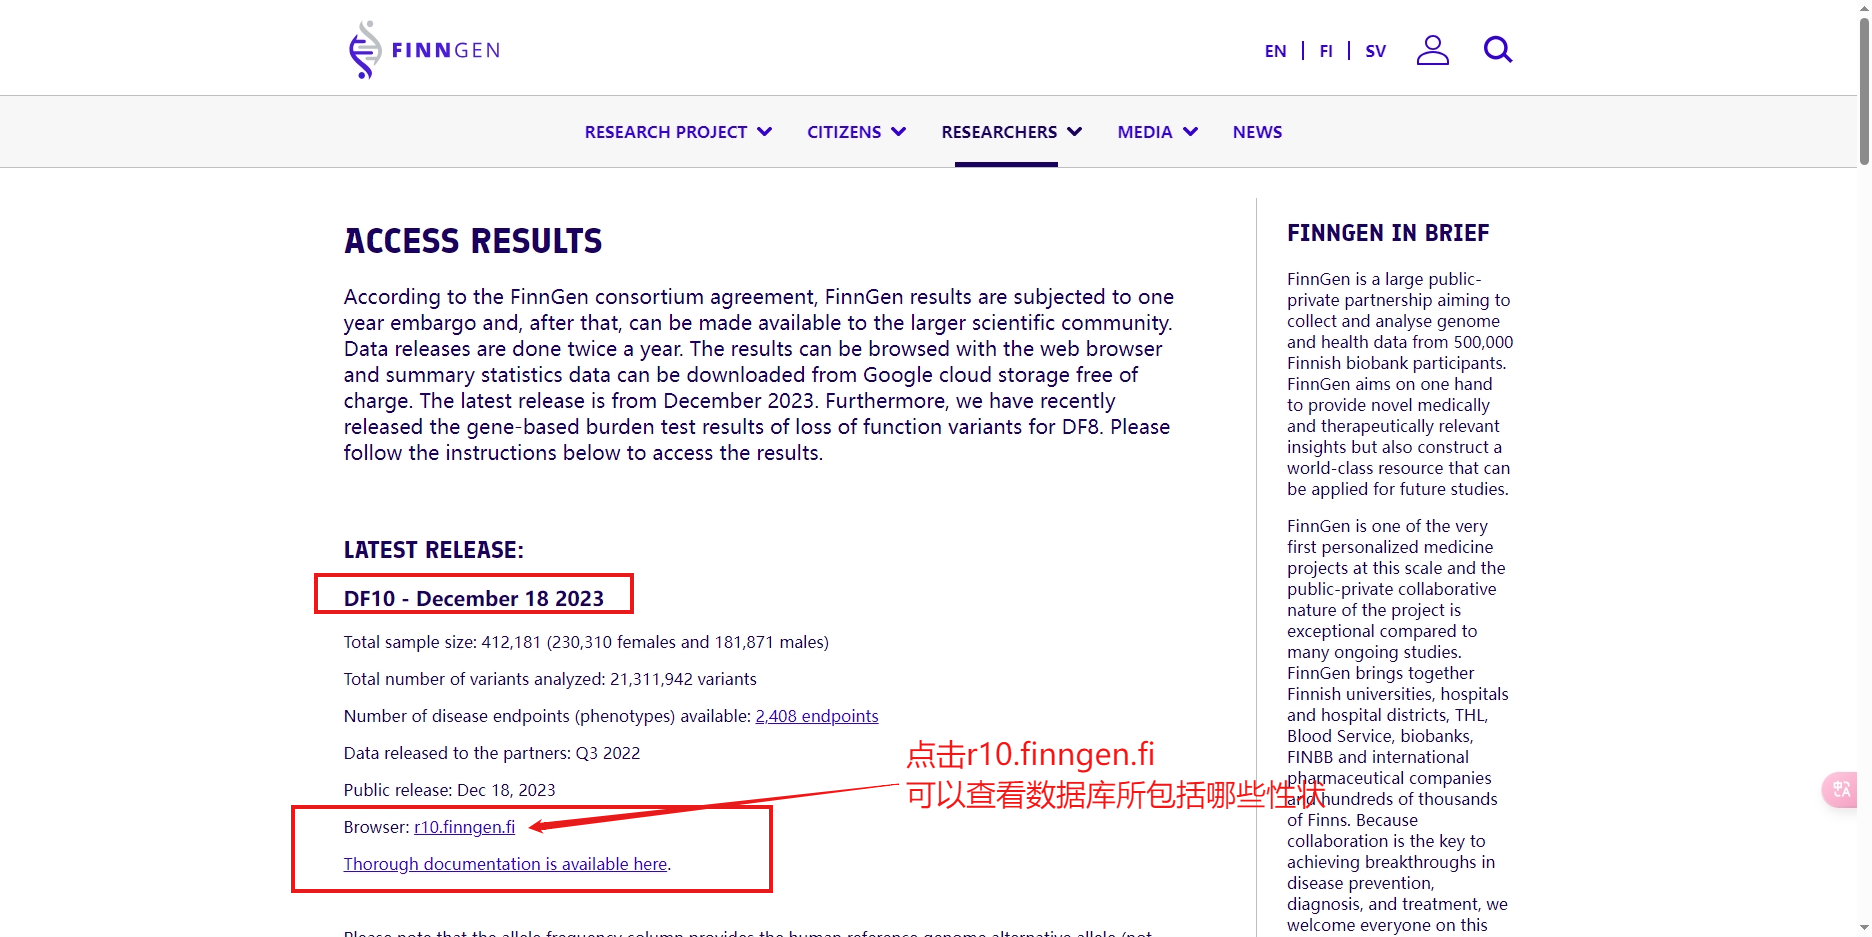 FINNGEN
EN | FI | SV
RESEARCH PROJECT
CITIZENS
RESEARCHERS
MEDIA
NEWS
ACCESS RESULTS
According to the FinnGen consortium agreement, FinnGen results are subjected to one
year embargo and, after that, can be made available to the larger scientific community.
Data releases are done twice a year. The results can be browsed with the web browser
and summary statistics data can be downloaded from Google cloud storage free of
charge. The latest release is from December 2023. Furthermore, we have recently
released the gene-based burden test results of loss of function variants for DF8. Please
follow the instructions below to access the results.
LATEST RELEASE:
DF10 - December 18 2023
Total sample size: 412,181 (230,310 females and 181,871 males)
Total number of variants analyzed: 21,311,942 variants
Number of disease endpoints (phenotypes) available: 2,408 endpoints
Data released to the partners: Q3 2022
Public release: Dec 18, 2023
Browser: r10.finngen.fi
Thorough documentation is available here.
Please note that the allele frequency column provides the human reference genome alternative allele (not
点击r10.finngen.fi
可以查看数据库所包括哪些性状
FINNGEN IN BRIEF
FinnGen is a large public-
private partnership aiming to
collect and analyse genome
and health data from 500,000
Finnish biobank participants.
FinnGen aims on one hand
to provide novel medically
and therapeutically relevant
insights but also construct a
world-class resource that can
be applied for future studies.
FinnGen is one of the very
first personalized medicine
projects at this scale and the
public-private collaborative
nature of the project is
exceptional compared to
many ongoing studies.
FinnGen brings together
Finnish universities, hospitals
and hospital districts, THL,
Blood Service, biobanks,
FINBB and international
pharmaceutical companies
and hundreds of thousands
of Finns. Because
collaboration is the key to
achieving breakthroughs in
disease prevention,
diagnosis, and treatment, we
welcome everyone on this